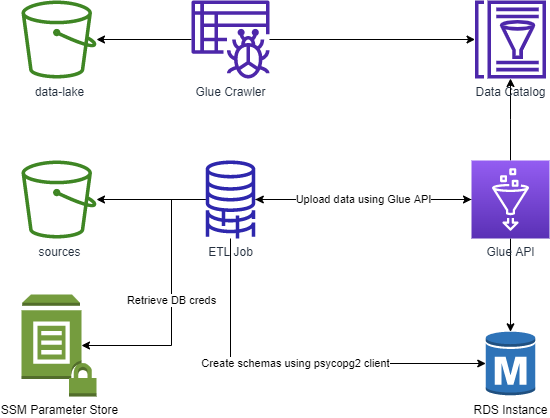 data-lake
Glue Crawler
Data Catalog
Upload data using Glue API
sources
ETL Job
Glue API
Retrieve DB creds
Create schemas using psycopg2 client
M
SSM Parameter Store
RDS Instance